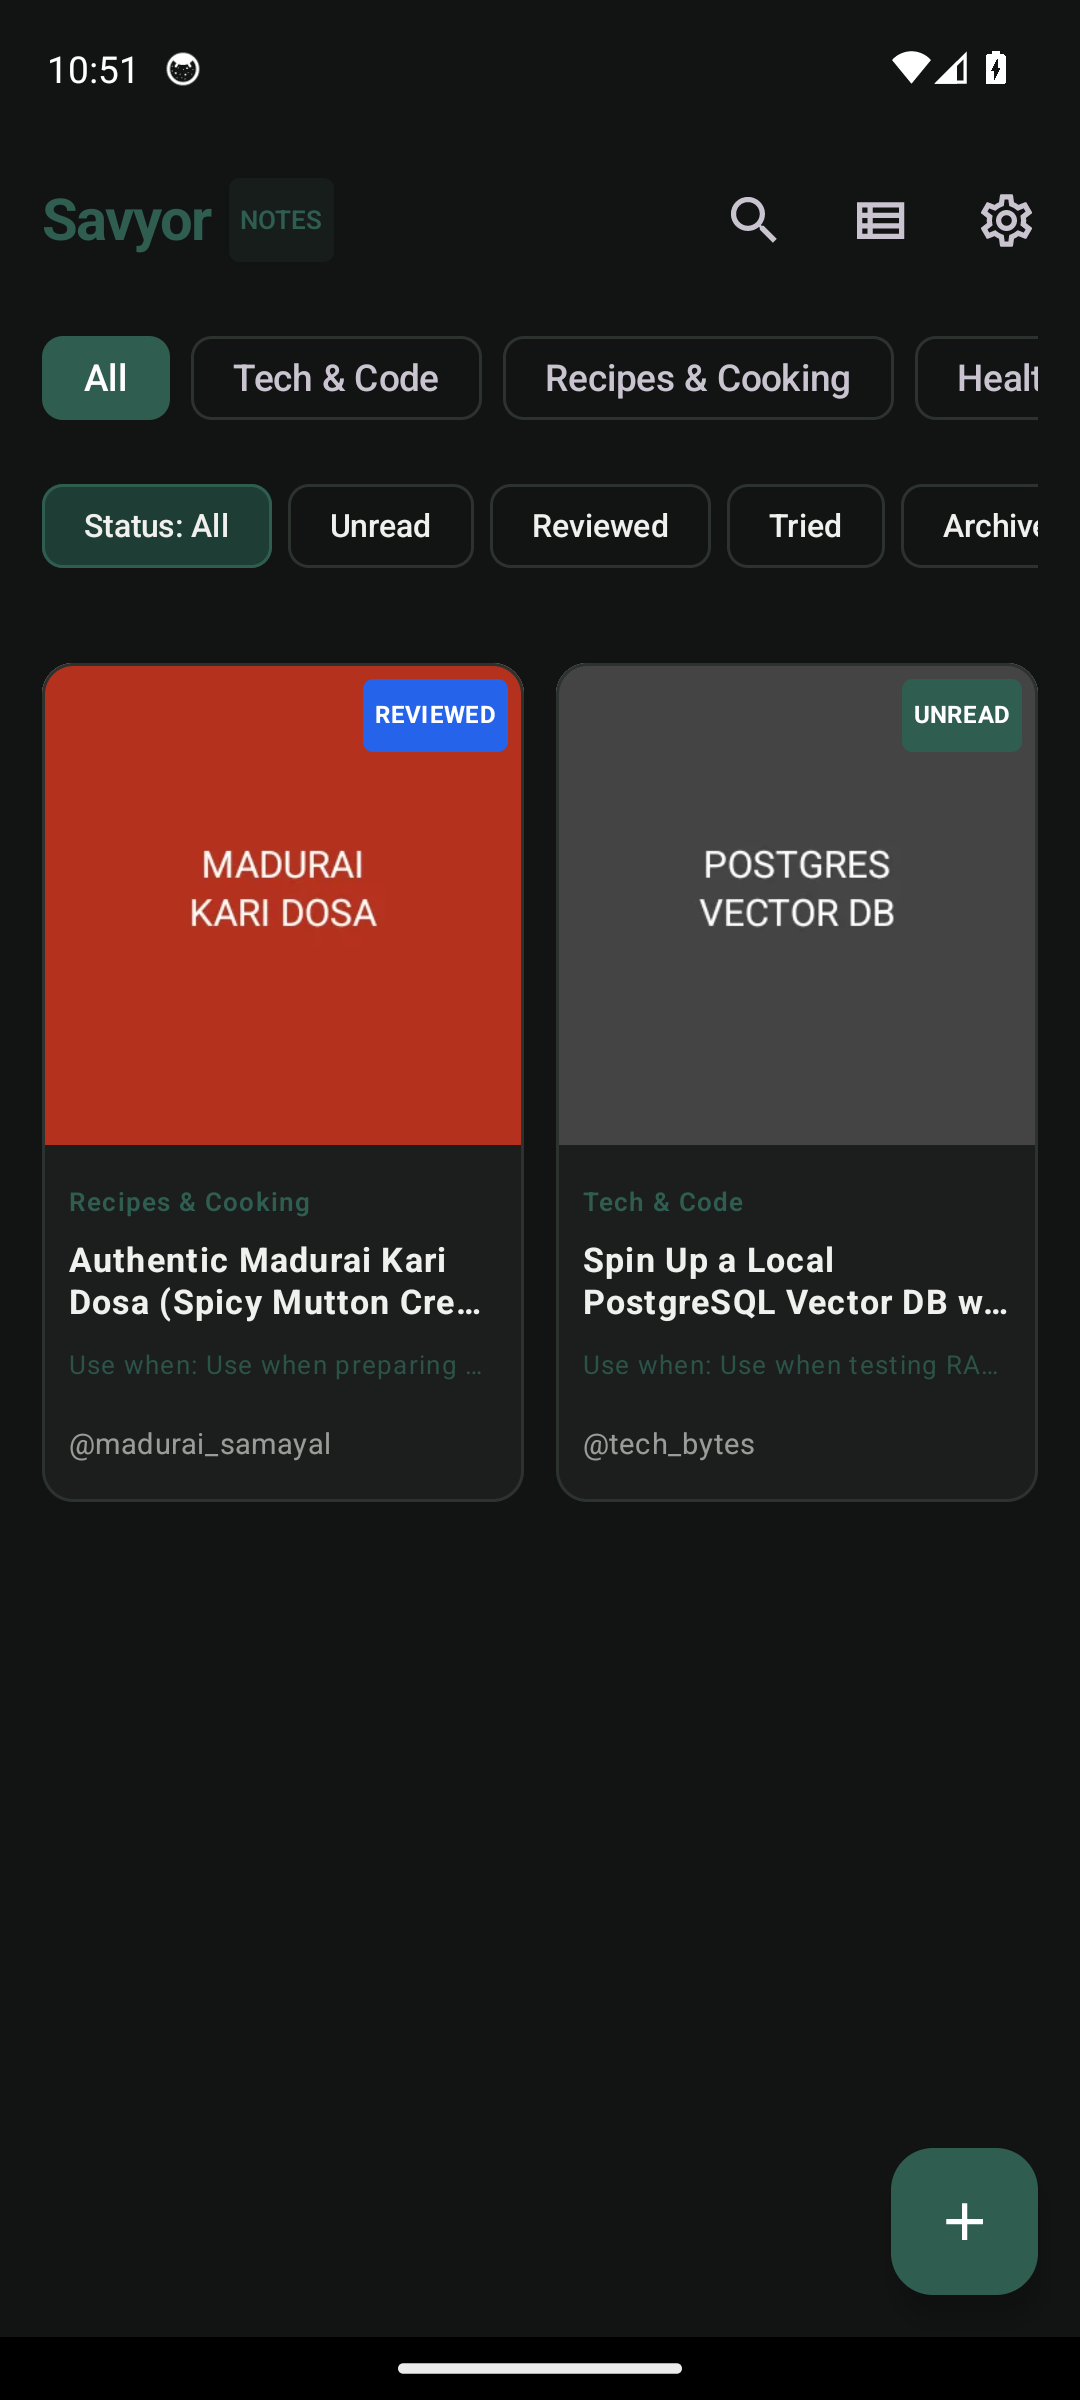 10:51
Savyor NOTES
All Tech & Code Recipes & Cooking Healt
Status: All Unread Reviewed Tried Archive
REVIEWED
MADURAI
KARI DOSA
Recipes & Cooking
Authentic Madurai Kari
Dosa (Spicy Mutton Cre…
Use when: Use when preparing …
@madurai_samayal
UNREAD
POSTGRES
VECTOR DB
Tech & Code
Spin Up a Local
PostgreSQL Vector DB w…
Use when: Use when testing RA…
@tech_bytes